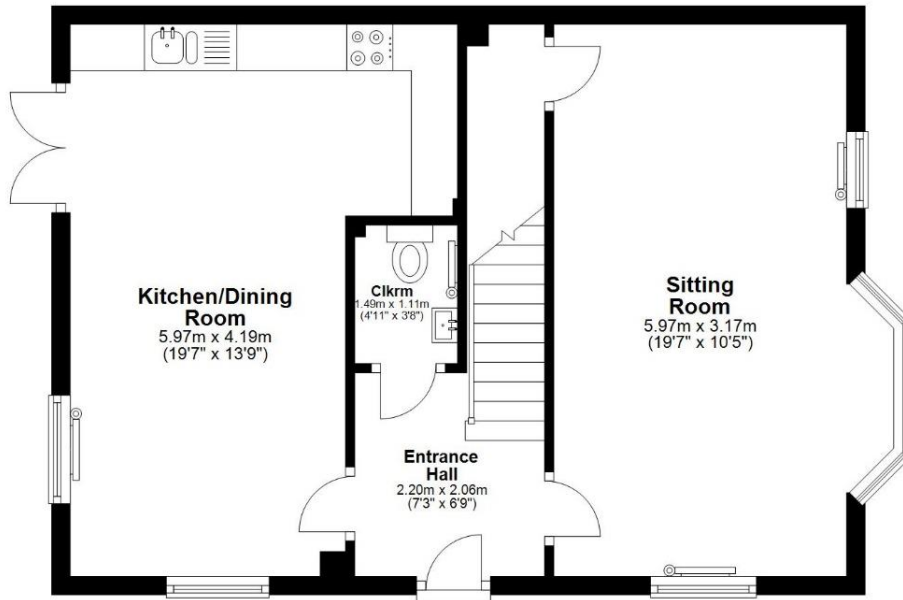 Kitchen/Dining
Room
5.97m x 4.19m
(19'7" x 13'9")
Clkrm
1.49m x 1.11m
(4'11" x 3'8")
Sitting
Room
5.97m x 3.17m
(19'7" x 10'5")
Entrance
Hall
2.20m x 2.06m
(7'3" x 6'9")